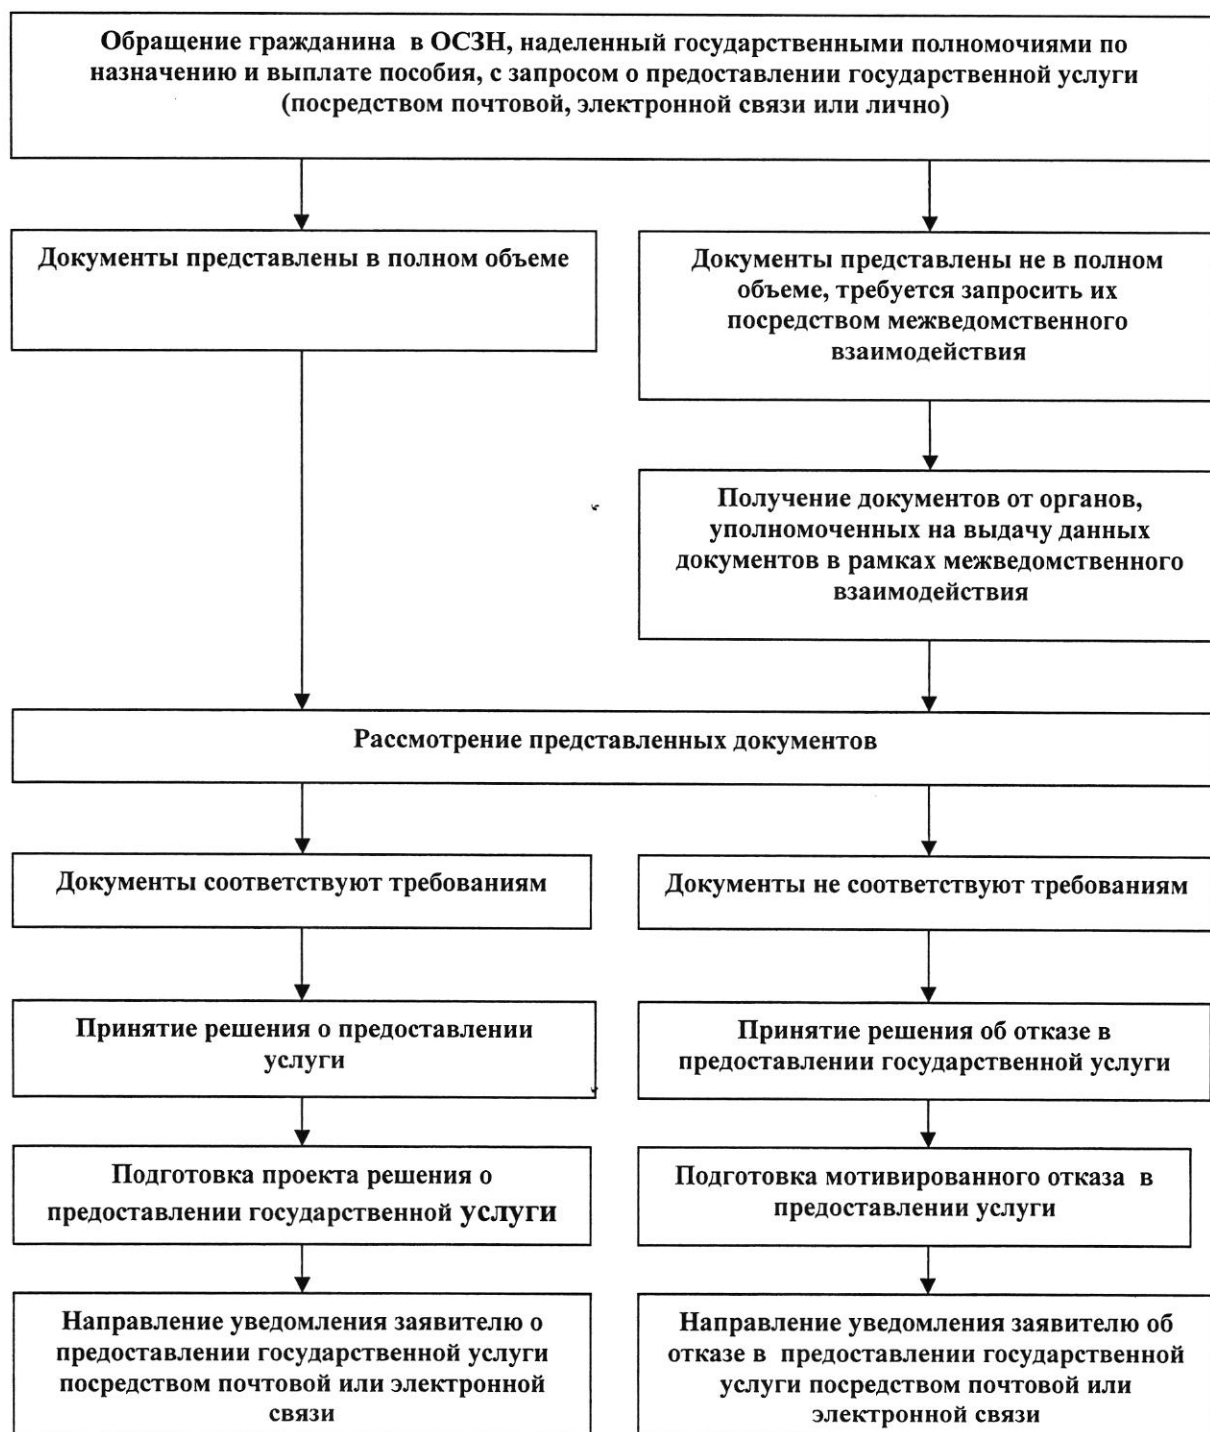 Обращение гражданина в ОСЗН, наделенный государственными полномочиями по
назначению и выплате пособия, с запросом о предоставлении государственной услуги
(посредством почтовой, электронной связи или лично)
Документы представлены в полном объеме
Документы представлены не в полном
объеме, требуется запросить их
посредством межведомственного
взаимодействия
Получение документов от органов,
уполномоченных на выдачу данных
документов в рамках межведомственного
взаимодействия
Рассмотрение представленных документов
Документы соответствуют требованиям
Документы не соответствуют требованиям
Принятие решения о предоставлении
услуги
Принятие решения об отказе в
предоставлении государственной услуги
Подготовка проекта решения о
предоставлении государственной услуги
Подготовка мотивированного отказа в
предоставлении услуги
Направление уведомления заявителю о
предоставлении государственной услуги
посредством почтовой или электронной
связи
Направление уведомления заявителю об
отказе в предоставлении государственной
услуги посредством почтовой или
электронной связи